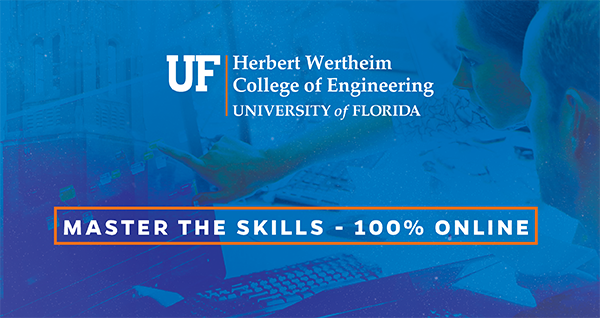 UF
Herbert Wertheim
College of Engineering
UNIVERSITY of FLORIDA
MASTER THE SKILLS - 100% ONLINE